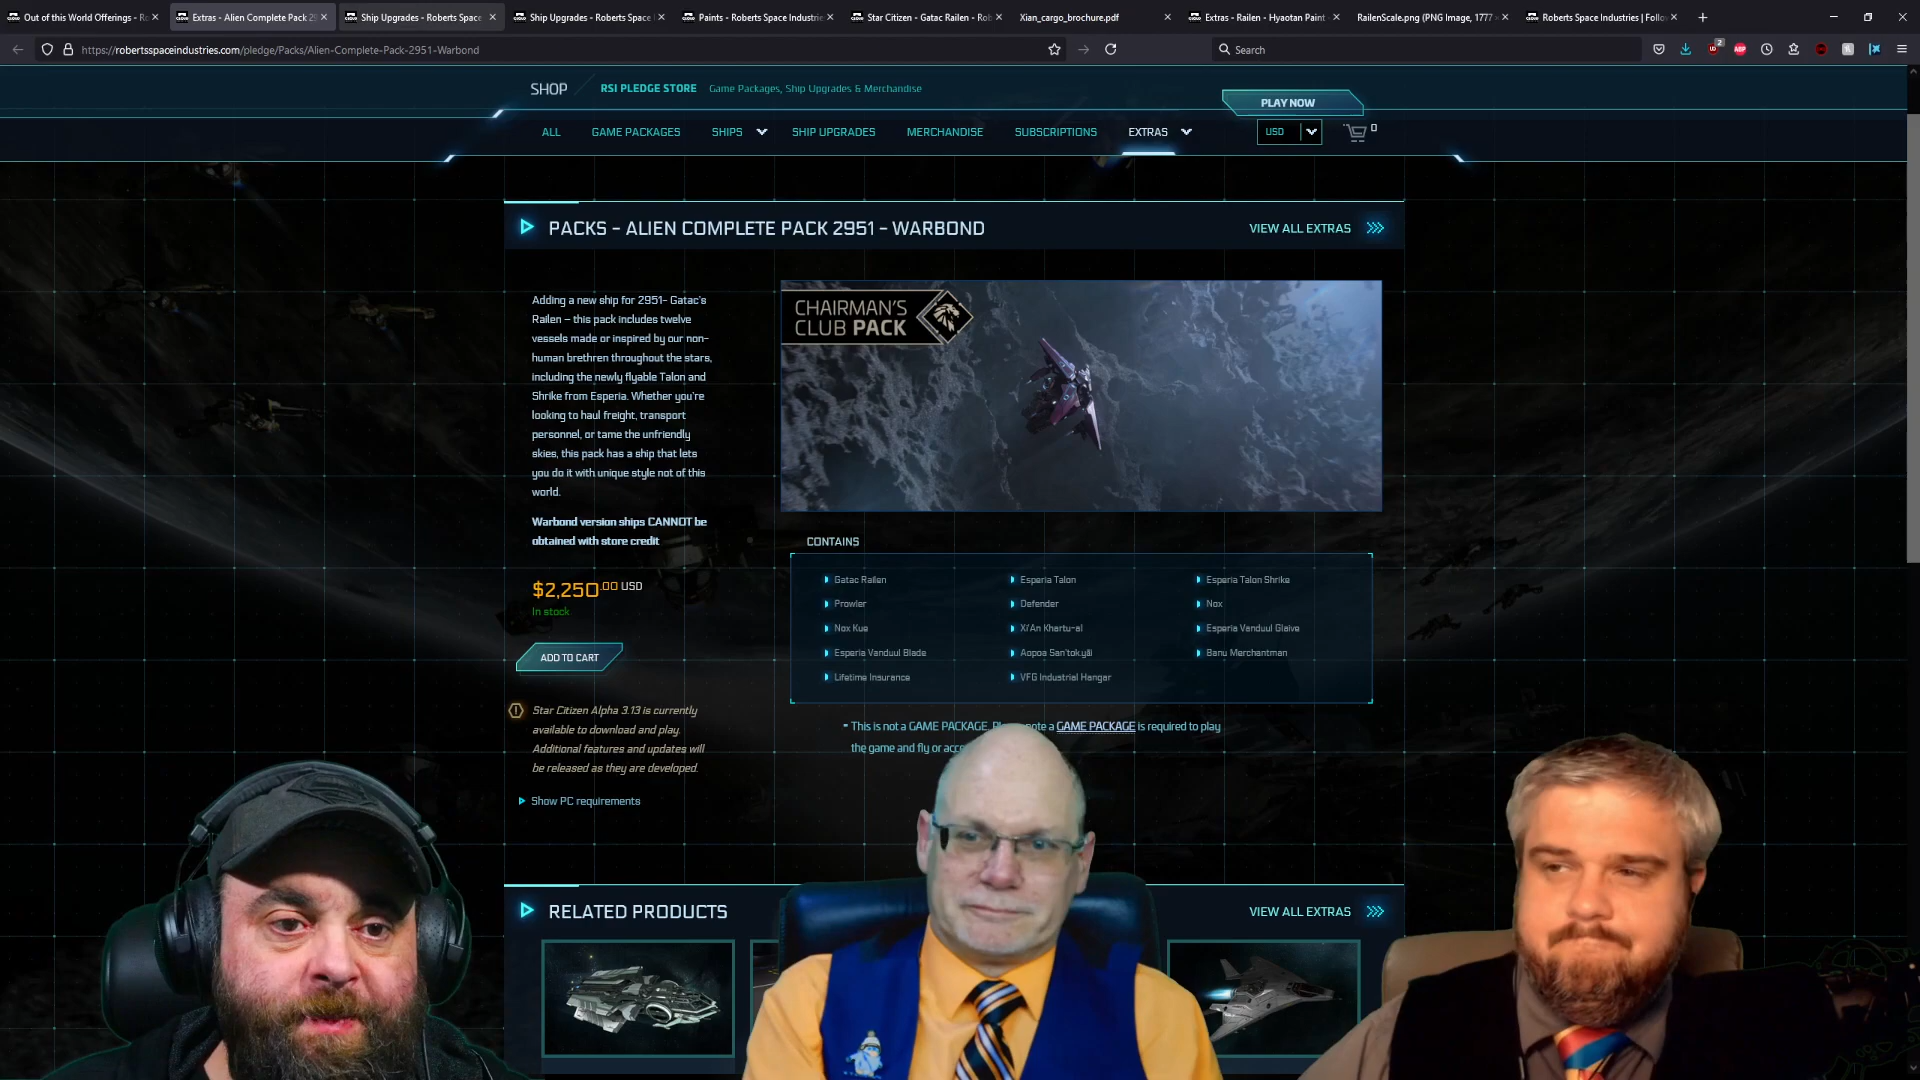 Out of this World Offerings - Ro
Extras - Alien Complete Pack 29
Ship Upgrades - Roberts Space
Ship Upgrades - Roberts Space I
Paints - Roberts Space Industrie
Star Citizen - Gatac Railen - Rob
Xian_cargo_brochure.pdf
Extras - Railen - Hyaotan Paint
RailenScale.png (PNG Image, 1777
Roberts Space Industries | Follow
https://robertsspaceindustries.com/pledge/Packs/Alien-Complete-Pack-2951-Warbond
Search
2
ABP
SHOP
RSI PLEDGE STORE
Game Packages, Ship Upgrades & Merchandise
PLAY NOW
ALL
GAME PACKAGES
SHIPS
SHIP UPGRADES
MERCHANDISE
SUBSCRIPTIONS
EXTRAS
USD
0
PACKS - ALIEN COMPLETE PACK 2951 - WARBOND
VIEW ALL EXTRAS
Adding a new ship for 2951- Gatac's
Railen – this pack includes twelve
vessels made or inspired by our non-
human brethren throughout the stars,
including the newly flyable Talon and
Shrike from Esperia. Whether you're
looking to haul freight, transport
personnel, or tame the unfriendly
skies, this pack has a ship that lets
you do it with unique style not of this
world.
Warbond version ships CANNOT be
obtained with store credit
$2,250.00 USD
In stock
ADD TO CART
Star Citizen Alpha 3.13 is currently
available to download and play.
Additional features and updates will
be released as they are developed.
Show PC requirements
CHAIRMAN'S
CLUB PACK
CONTAINS
Gatac Railen
Esperia Talon
Esperia Talon Shrike
Prowler
Defender
Nox
Nox Kue
Xi'An Khartu-al
Esperia Vanduul Glaive
Esperia Vanduul Blade
Aopoa San'tok.yāi
Banu Merchantman
Lifetime Insurance
VFG Industrial Hangar
- This is not a GAME PACKAGE. note a GAME PACKAGE is required to play
the game and fly or
RELATED PRODUCTS
VIEW ALL EXTRAS